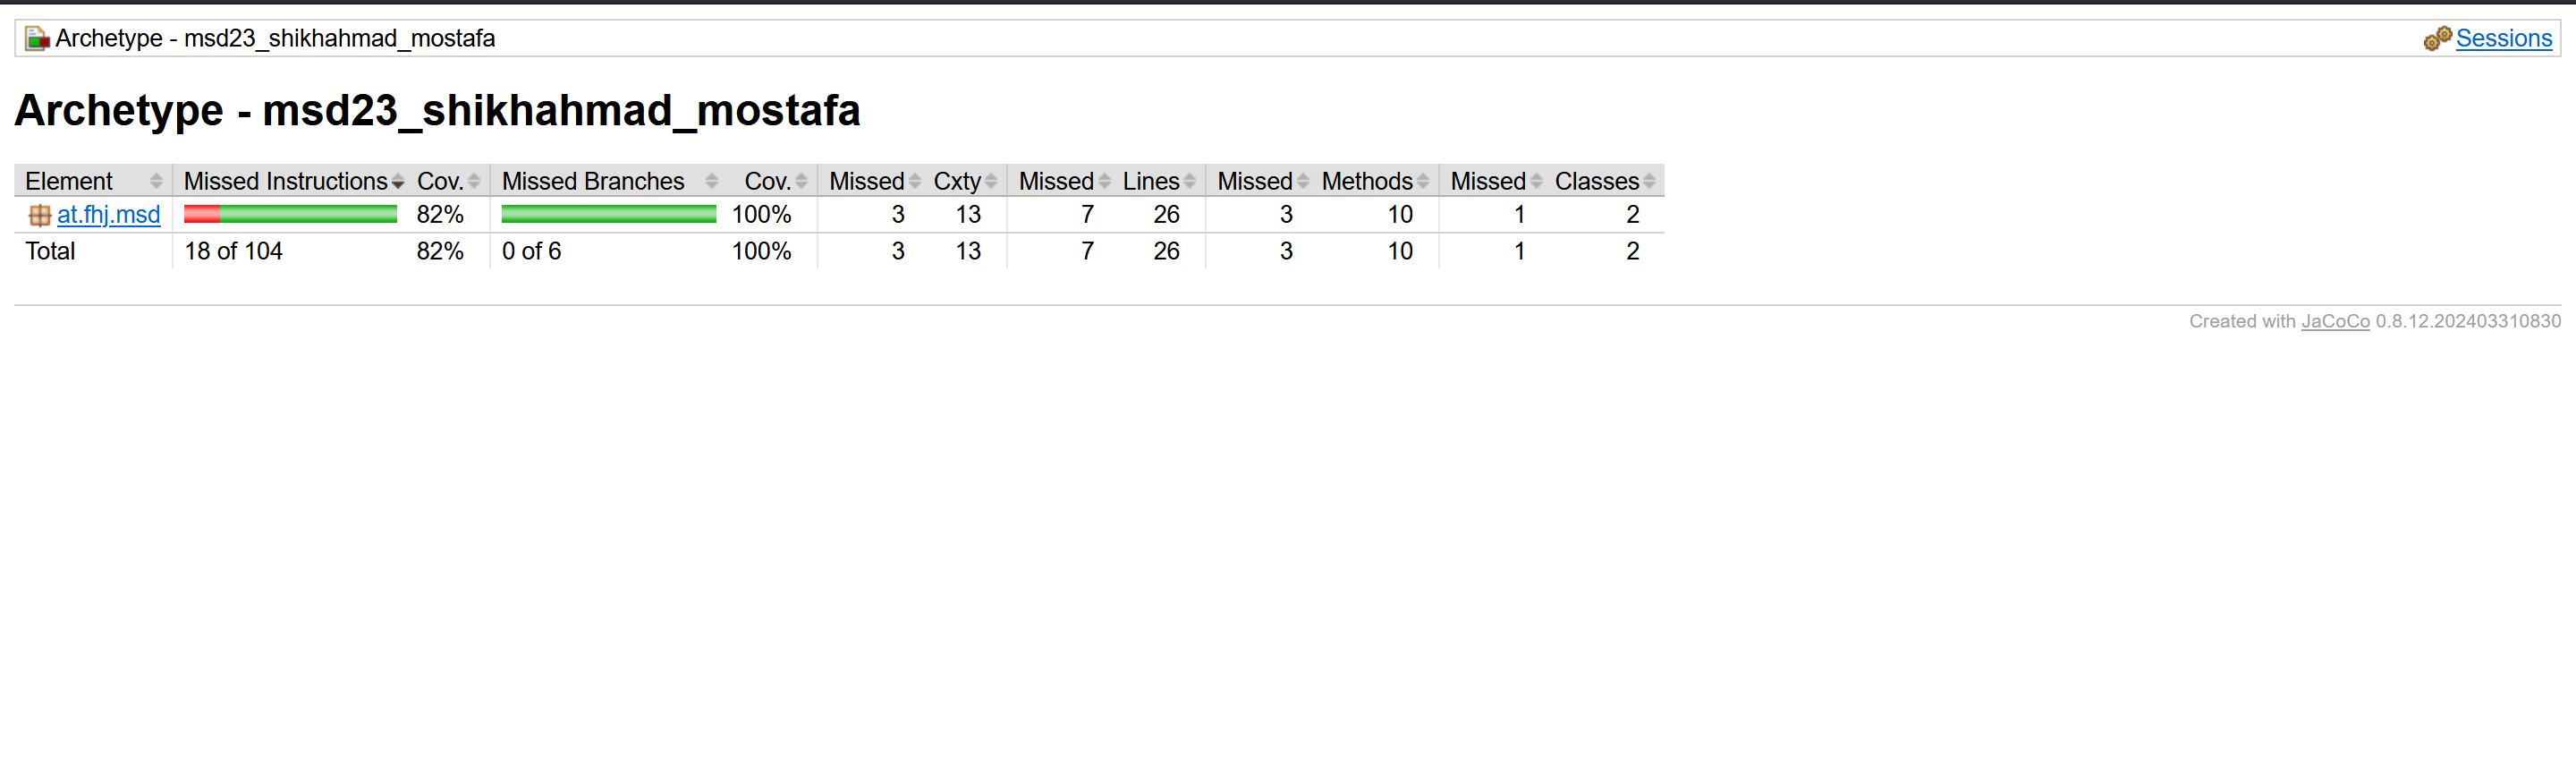 Archetype - msd23_shikhahmad_mostafa Sessions
Archetype - msd23_shikhahmad_mostafa
Element Missed Instructions Cov. Missed Branches Cov. Missed Cxty Missed Lines Missed Methods Missed Classes
at.fhj.msd 82% 100% 3 13 7 26 3 10 1 2
Total 18 of 104 82% 0 of 6 100% 3 13 7 26 3 10 1 2
Created with JaCoCo 0.8.12.202403310830